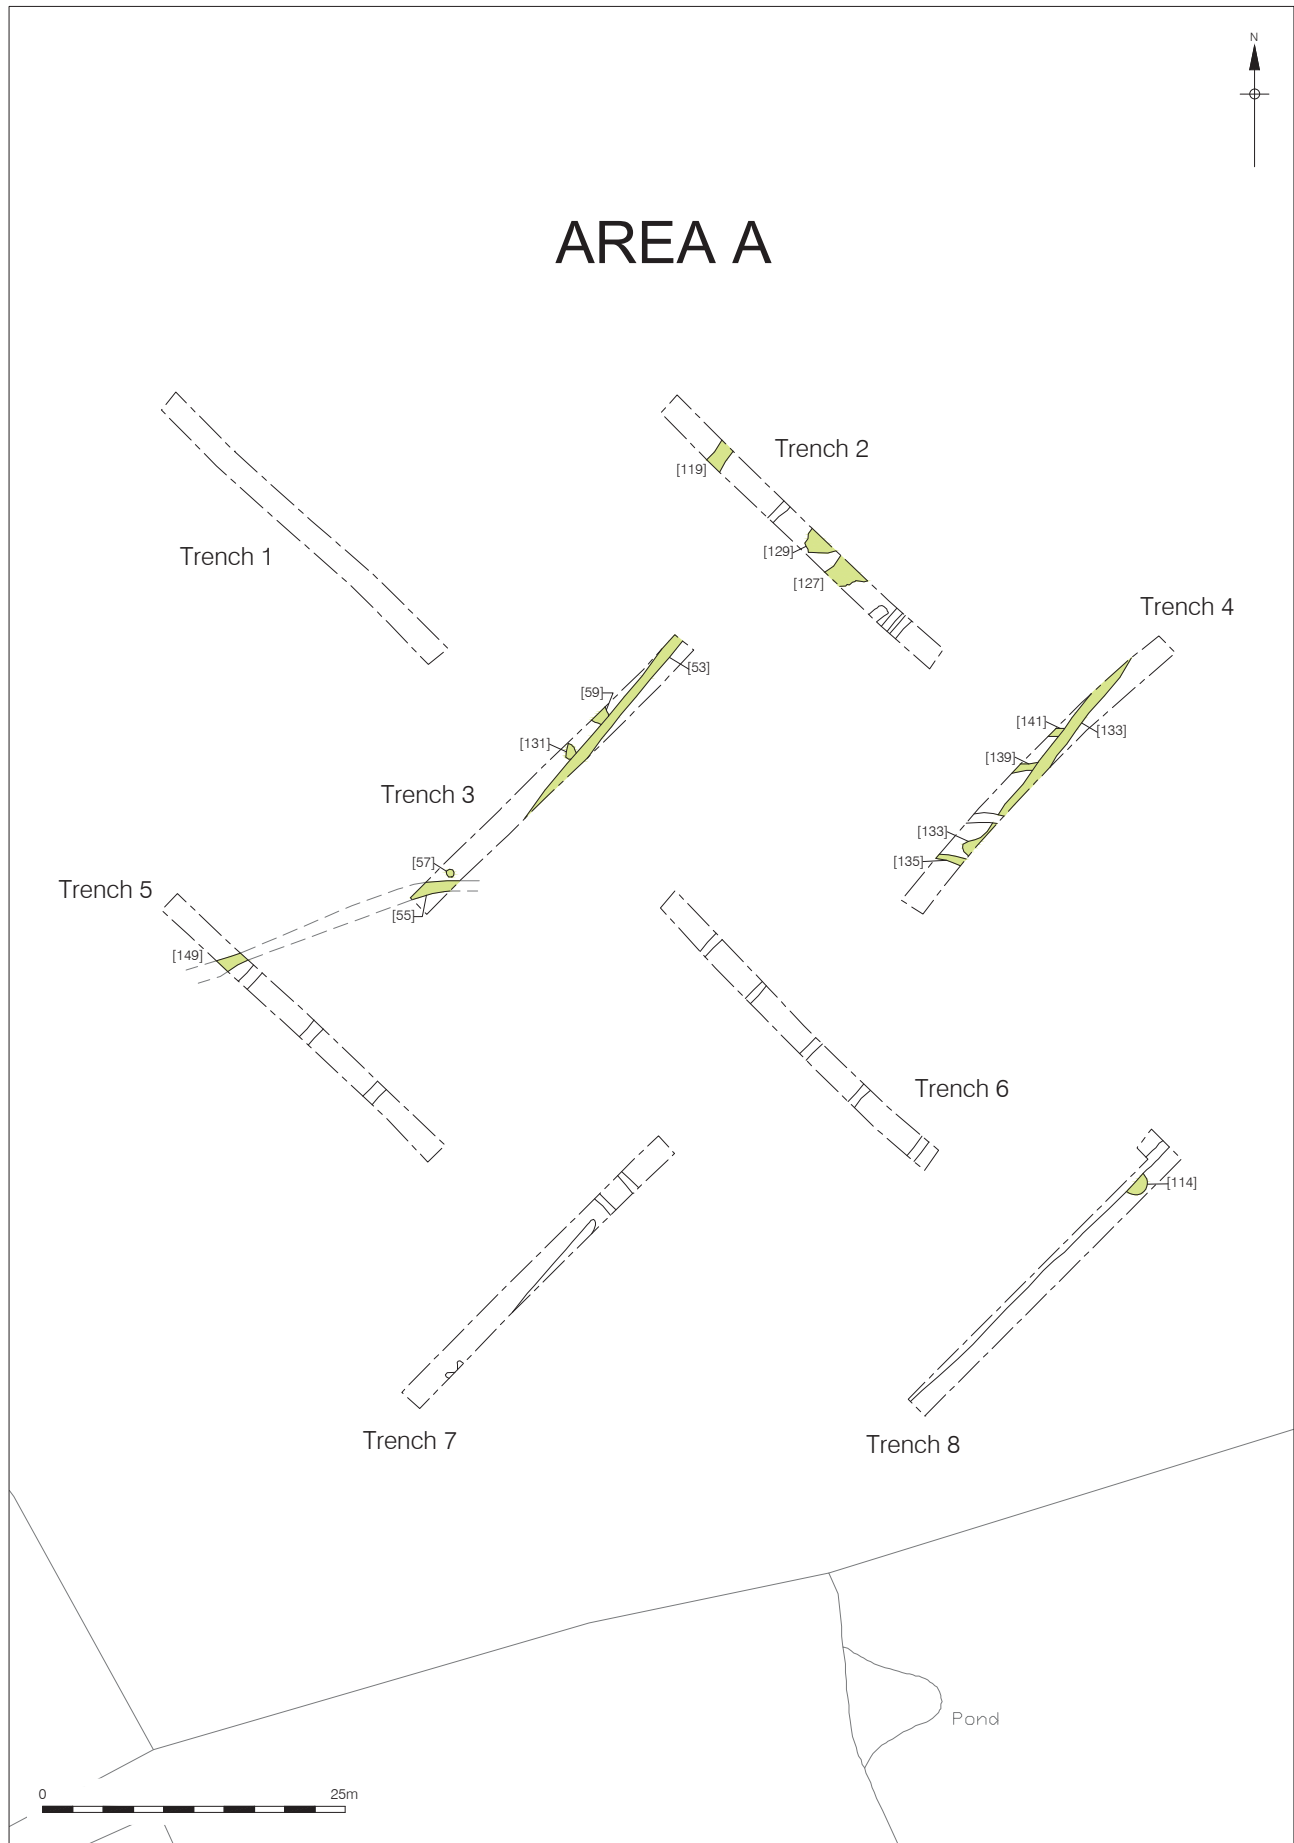 N
AREA A
Trench 2
[119]
[129]
[127]
Trench 1
Trench 4
[53]
[59]
[131]
[141]
[133]
[139]
Trench 3
[133]
[135]
[57]
[55]
Trench 5
[149]
Trench 6
[114]
Trench 7
Trench 8
Pond
0 25m